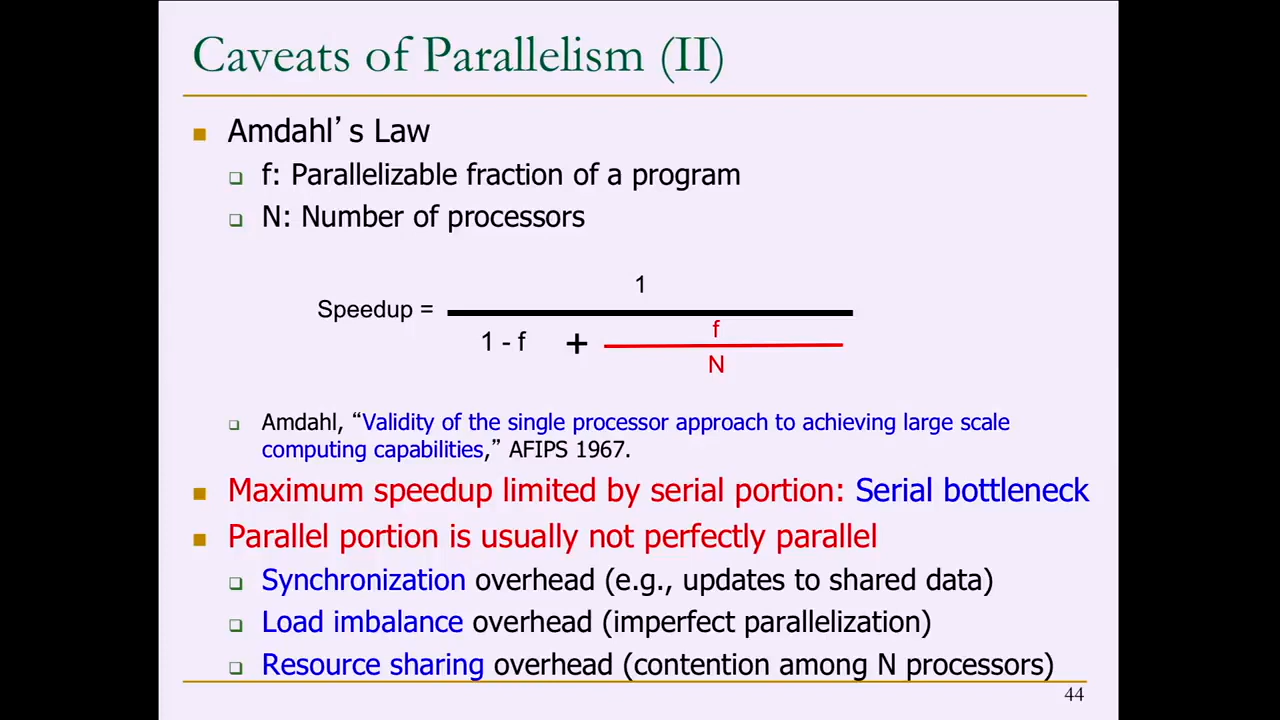 Caveats of Parallelism (II)
Amdahl’s Law
f: Parallelizable fraction of a program
N: Number of processors
1
Speedup =
1 - f + f
N
Amdahl, “Validity of the single processor approach to achieving large scale
computing capabilities,” AFIPS 1967.
Maximum speedup limited by serial portion: Serial bottleneck
Parallel portion is usually not perfectly parallel
Synchronization overhead (e.g., updates to shared data)
Load imbalance overhead (imperfect parallelization)
Resource sharing overhead (contention among N processors)
44